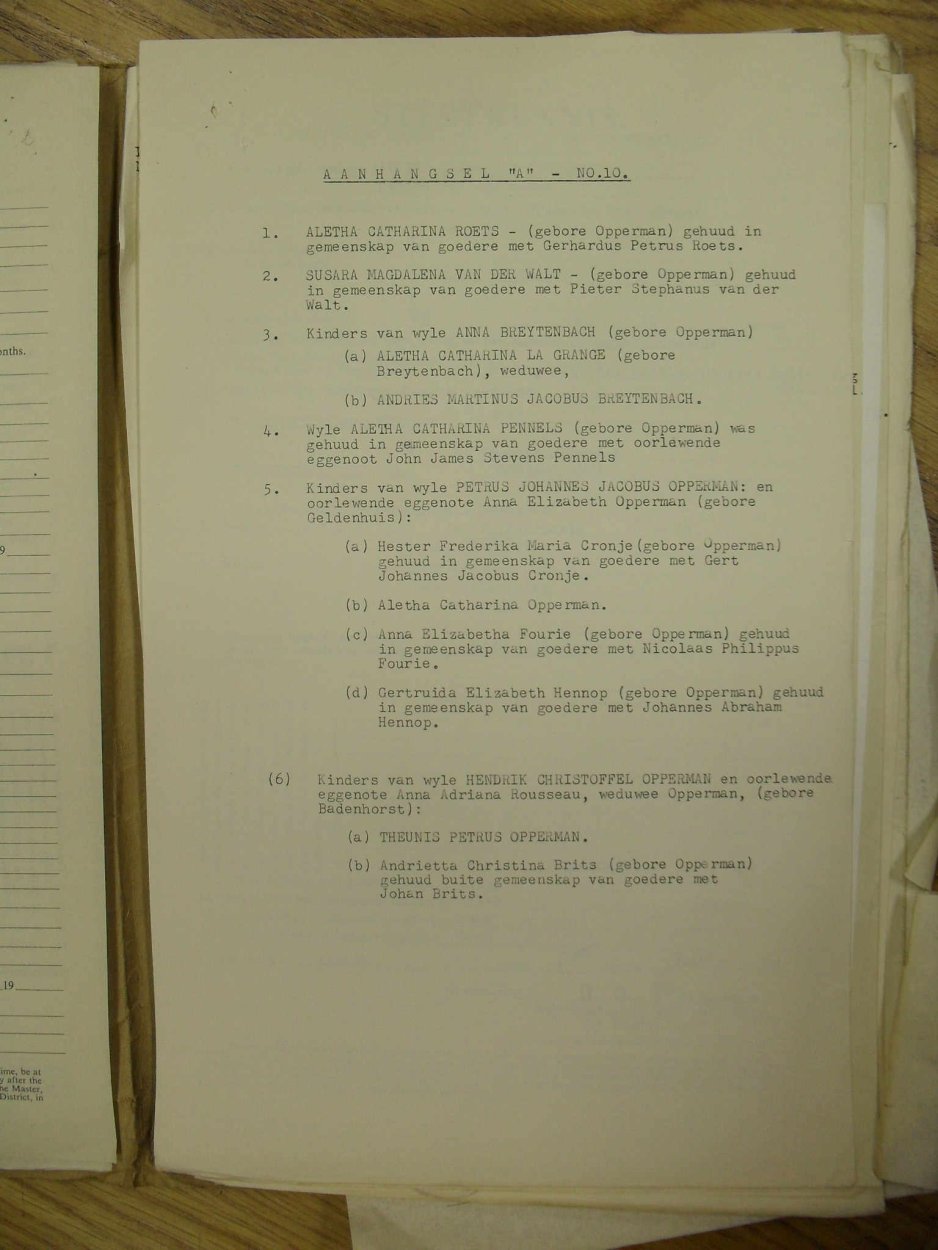 AANHANGSEL "A" - NO.10.
1. ALETHA CATHARINA ROETS - (gebore Opperman) gehuud in
gemeenskap van goedere met Gerhardus Petrus Roets.
2. SUSARA MAGDALENA VAN DER WALT - (gebore Opperman) gehuud
in gemeenskap van goedere met Pieter Stephanus van der
Walt.
3. Kinders van wyle ANNA BREYTENBACH (gebore Opperman)
(a) ALETHA CATHARINA LA GRANGE (gebore
Breytenbach), weduwee,
(b) ANDRIES MARTINUS JACOBUS BREYTENBACH.
4. Wyle ALETHA CATHARINA PENNELS (gebore Opperman) was
gehuud in gemeenskap van goedere met oorlewende
eggenoot John James Stevens Pennels
5. Kinders van wyle PETRUS JOHANNES JACOBUS OPPERMAN: en
oorlewende eggenote Anna Elizabeth Opperman (gebore
Geldenhuis):
(a) Hester Frederika Maria Cronje (gebore Opperman)
gehuud in gemeenskap van goedere met Gert
Johannes Jacobus Cronje.
(b) Aletha Catharina Opperman.
(c) Anna Elizabetha Fourie (gebore Opperman) gehuud
in gemeenskap van goedere met Nicolaas Philippus
Fourie.
(d) Gertruida Elizabeth Hennop (gebore Opperman) gehuud
in gemeenskap van goedere met Johannes Abraham
Hennop.
(6) Kinders van wyle HENDRIK CHRISTOFFEL OPPERMAN en oorlewende
eggenote Anna Adriana Rousseau, weduwee Opperman, (gebore
Badenhorst):
(a) THEUNIS PETRUS OPPERMAN.
(b) Andrietta Christina Brits (gebore Opperman)
gehuud buite gemeenskap van goedere met
Johan Brits.
onths.
9
19
ime, be at
y after the
he Master,
District, in